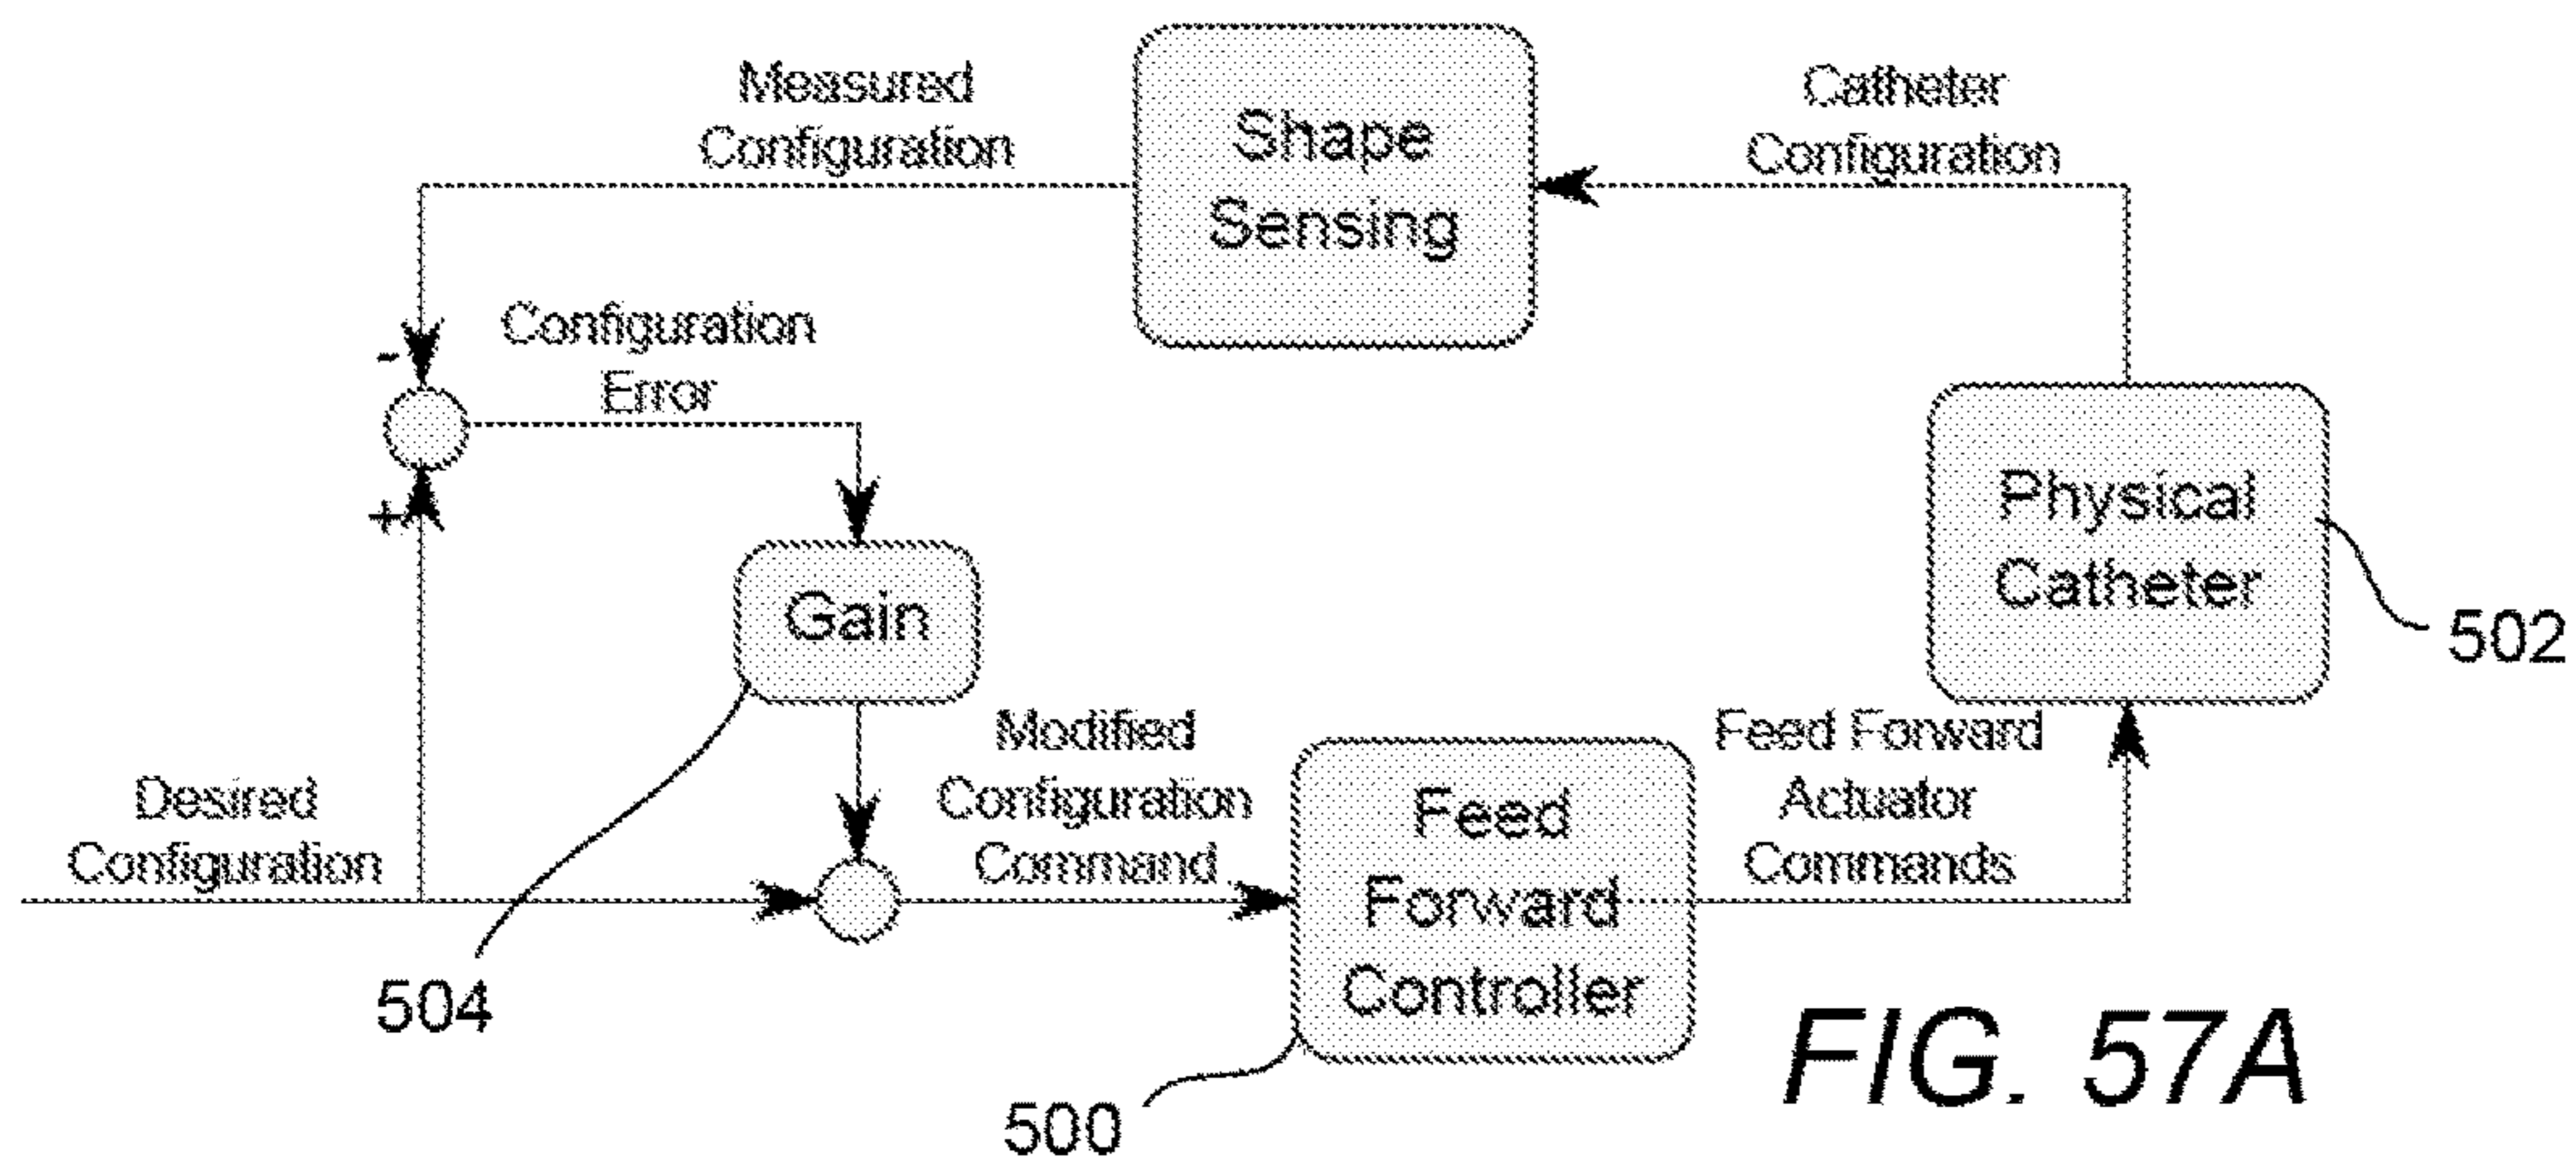 Measured
Configuration
Shape
Sensing
Catheter
Configuration
-
Configuration
Error
+
Gain
Physical
Catheter
502
Desired
Configuration
504
Modified
Configuration
Command
Feed
Forward
Controller
500
Feed Forward
Actuator
Commands
FIG. 57A